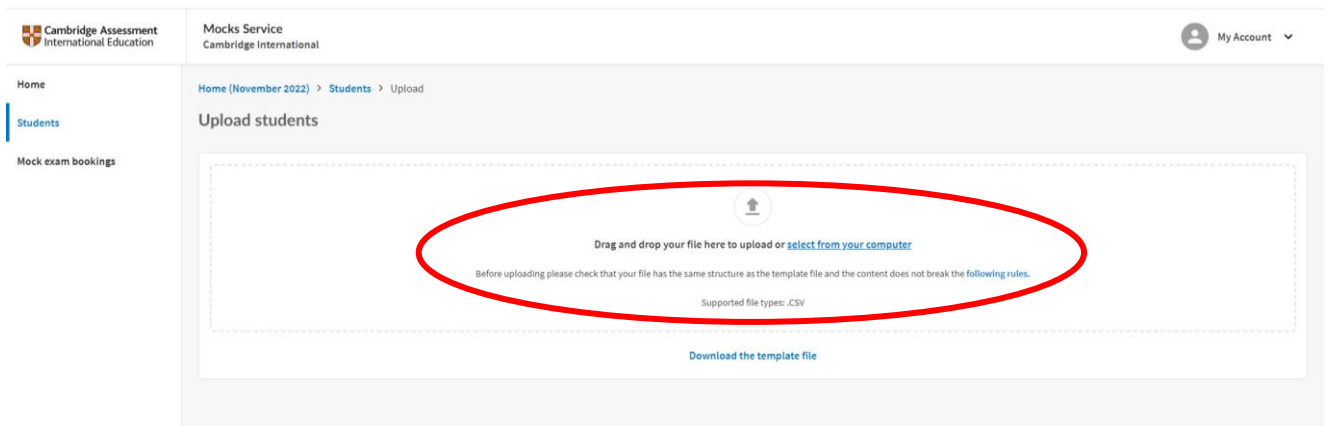 Cambridge Assessment
International Education
Mocks Service
Cambridge International
My Account
Home
Students
Mock exam bookings
Home (November 2022) > Students > Upload
Upload students
Drag and drop your file here to upload or select from your computer
Before uploading please check that your file has the same structure as the template file and the content does not break the following rules.
Supported file types: .CSV
Download the template file